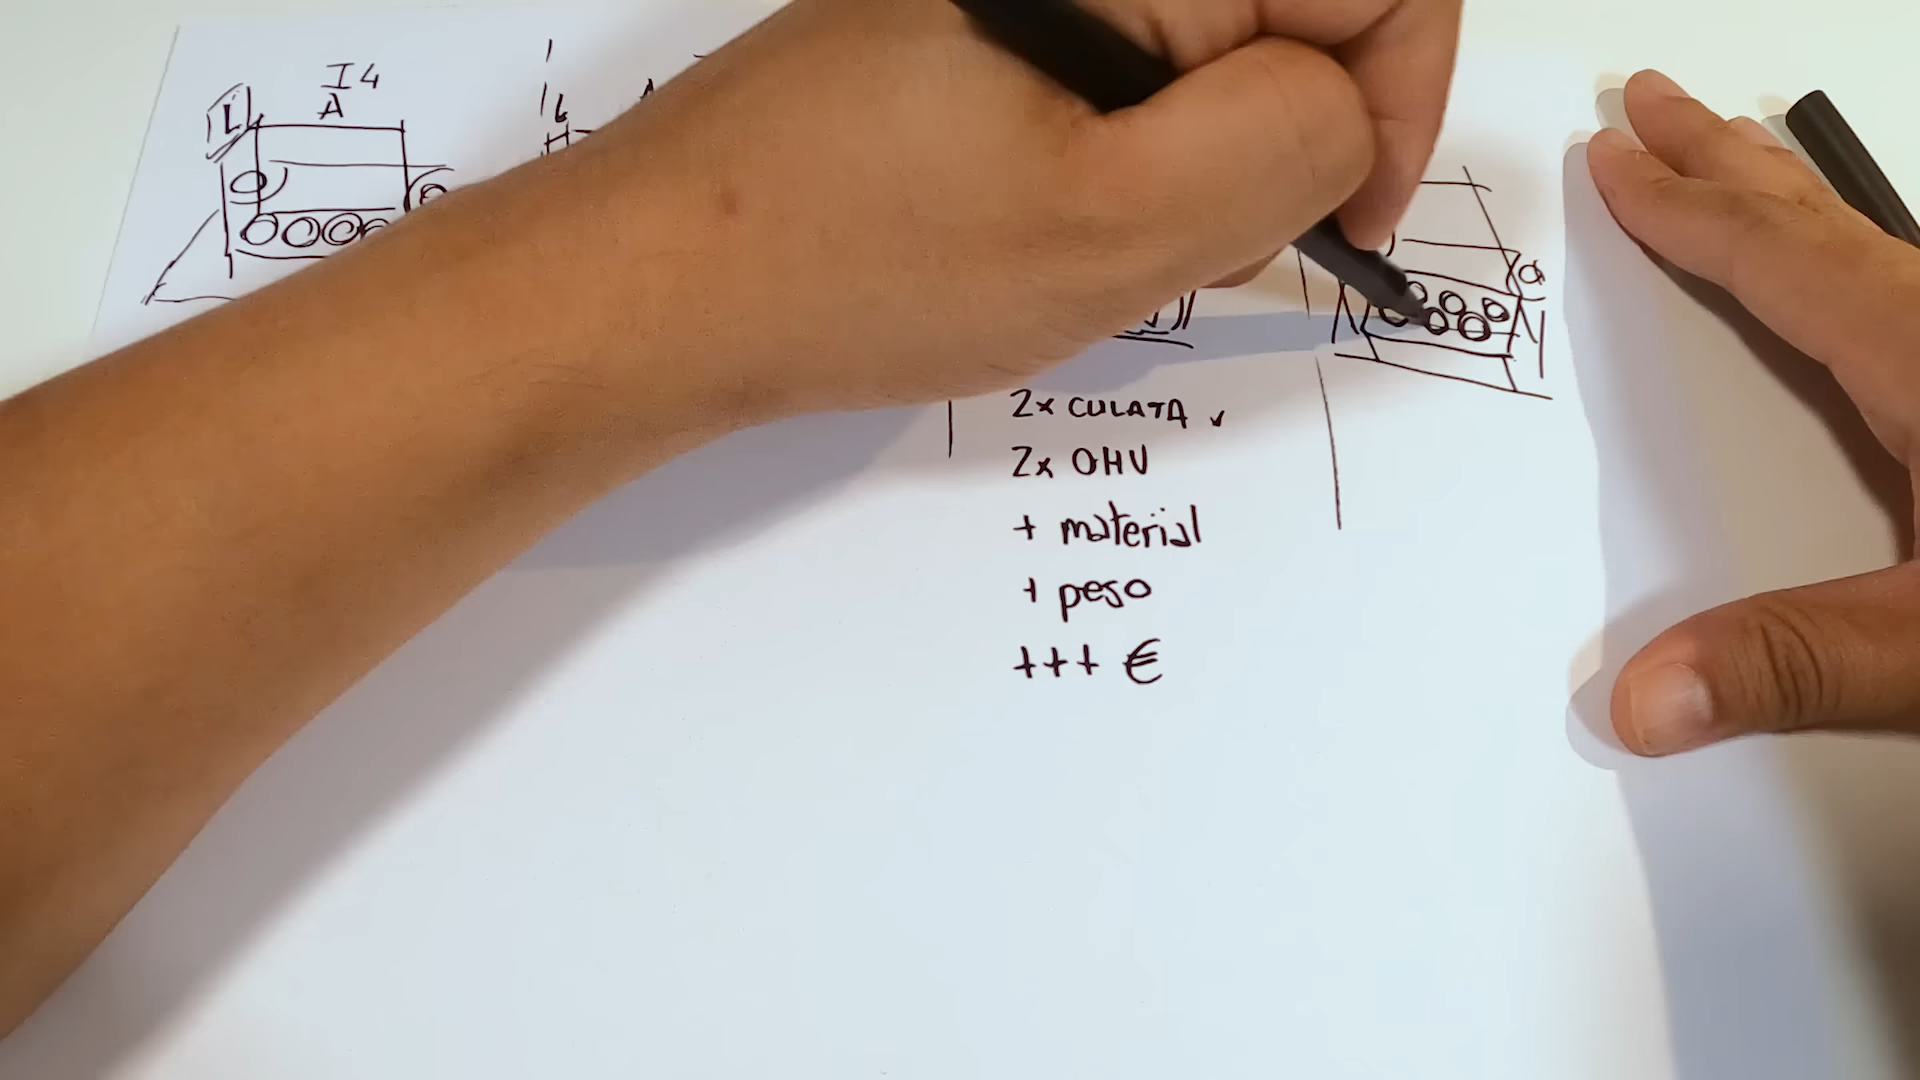 I4
A
L
L
2x CULATA ✓
2x OHV
+ material
+ peso
+++ €